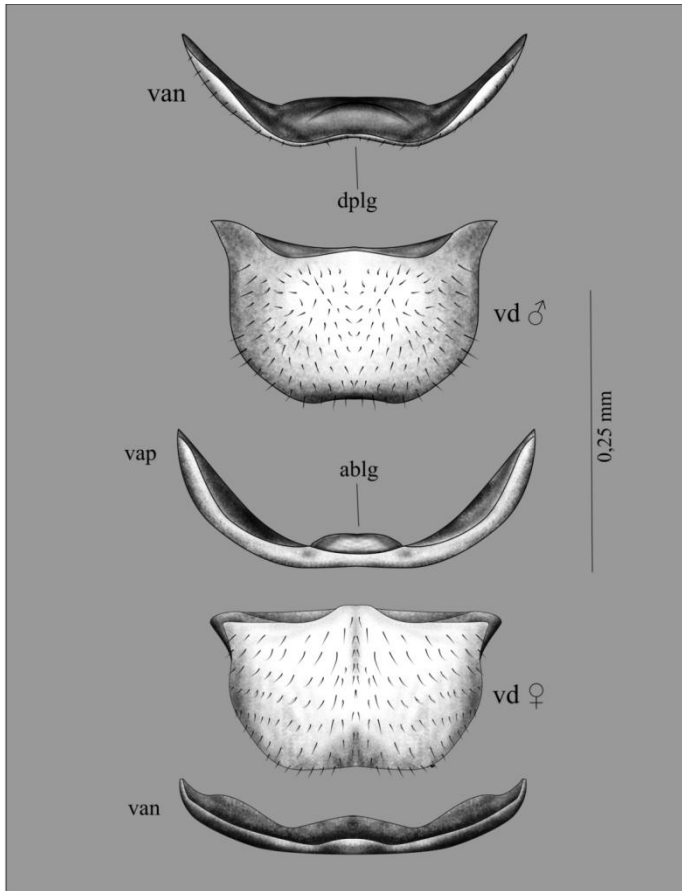 van
dplg
vd ♂
vap
ablg
0,25 mm
vd ♀
van